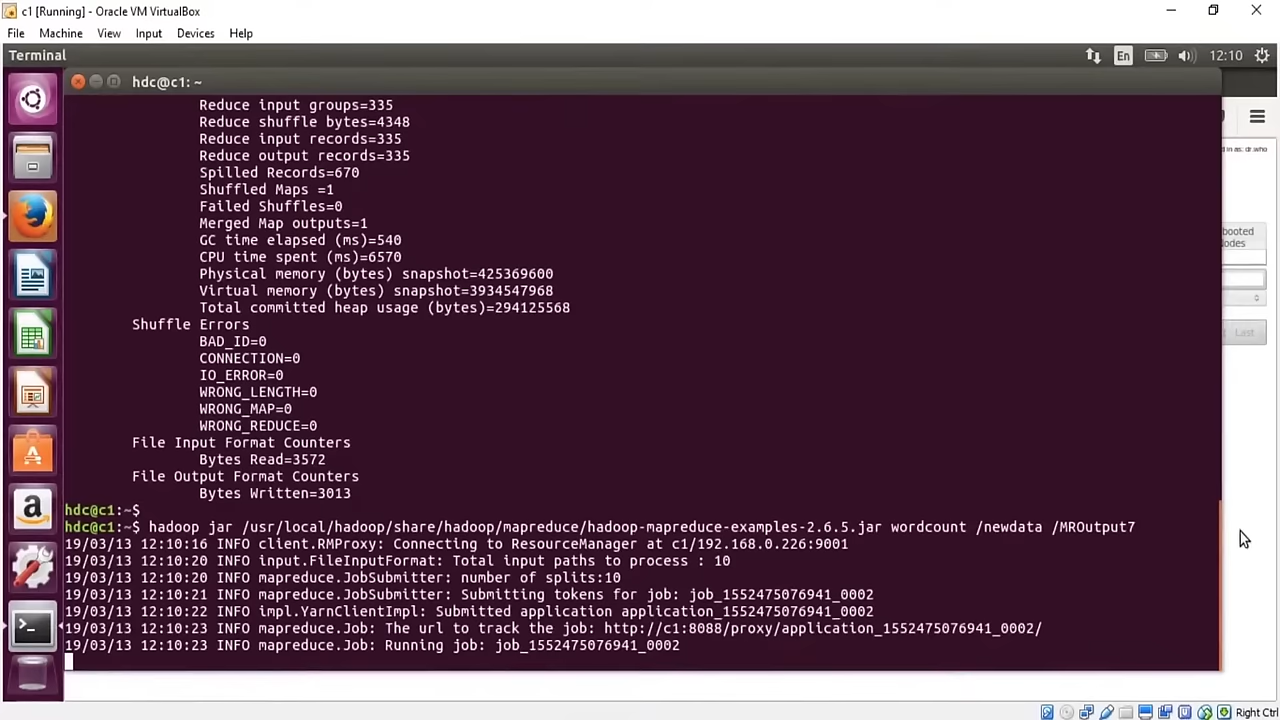 c1 [Running] - Oracle VM VirtualBox
File Machine View Input Devices Help
Terminal
En
12:10
hdc@c1: ~
Reduce input groups=335
Reduce shuffle bytes=4348
Reduce input records=335
Reduce output records=335
Spilled Records=670
Shuffled Maps =1
Failed Shuffles=0
Merged Map outputs=1
GC time elapsed (ms)=540
CPU time spent (ms)=6570
Physical memory (bytes) snapshot=425369600
Virtual memory (bytes) snapshot=3934547968
Total committed heap usage (bytes)=294125568
Shuffle Errors
BAD_ID=0
CONNECTION=0
IO_ERROR=0
WRONG_LENGTH=0
WRONG_MAP=0
WRONG_REDUCE=0
File Input Format Counters
Bytes Read=3572
File Output Format Counters
Bytes Written=3013
hdc@c1:~$
hdc@c1:~$ hadoop jar /usr/local/hadoop/share/hadoop/mapreduce/hadoop-mapreduce-examples-2.6.5.jar wordcount /newdata /MROutput7
19/03/13 12:10:16 INFO client.RMProxy: Connecting to ResourceManager at c1/192.168.0.226:9001
19/03/13 12:10:20 INFO input.FileInputFormat: Total input paths to process : 10
19/03/13 12:10:20 INFO mapreduce.JobSubmitter: number of splits:10
19/03/13 12:10:21 INFO mapreduce.JobSubmitter: Submitting tokens for job: job_1552475076941_0002
19/03/13 12:10:22 INFO impl.YarnClientImpl: Submitted application application_1552475076941_0002
19/03/13 12:10:23 INFO mapreduce.Job: The url to track the job: http://c1:8088/proxy/application_1552475076941_0002/
19/03/13 12:10:23 INFO mapreduce.Job: Running job: job_1552475076941_0002
in as: dr.who
booted
odes
Last
Right Ctrl